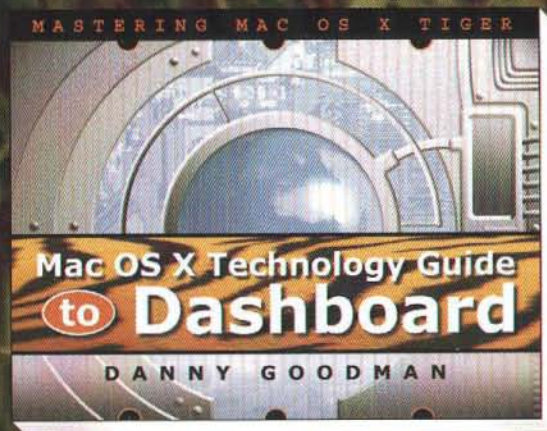 MASTERING MAC OS X TIGER
Mac OS X Technology Guide
to Dashboard
DANNY GOODMAN